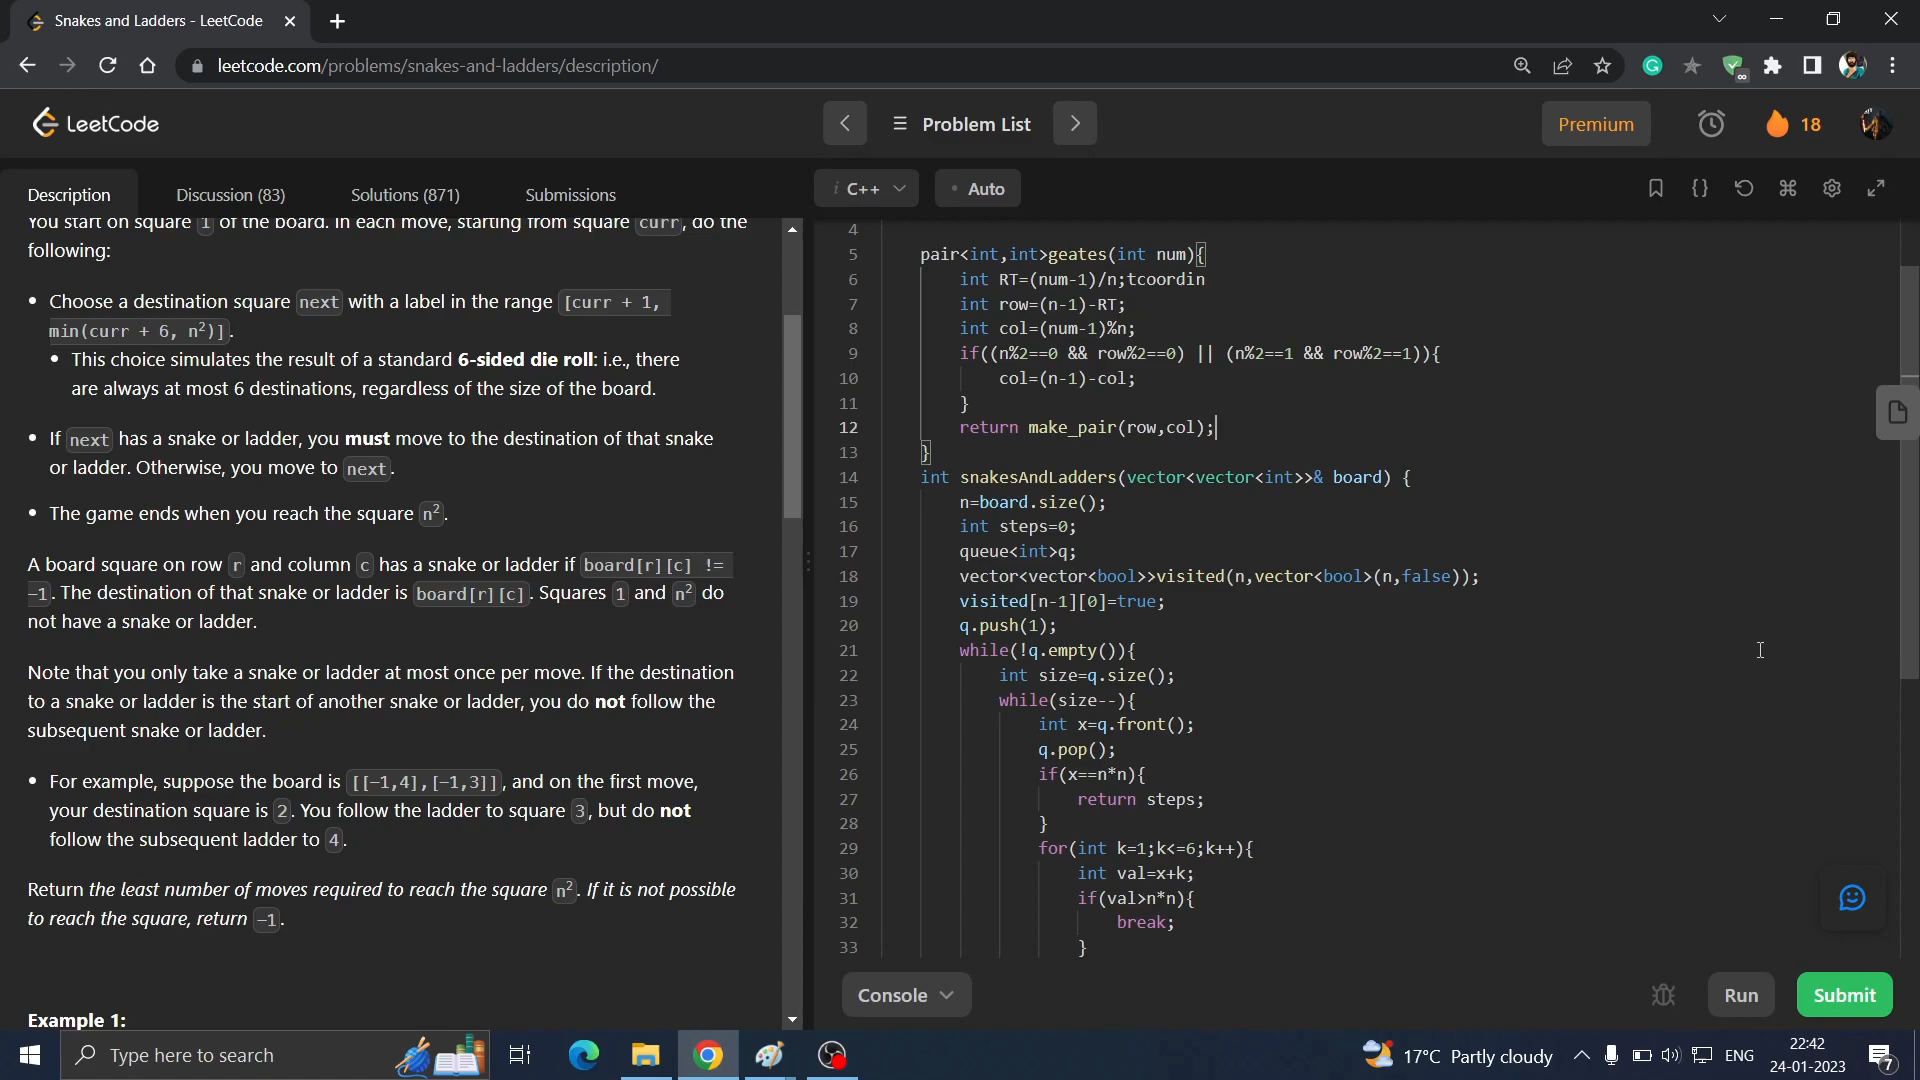 Snakes and Ladders - LeetCode
leetcode.com/problems/snakes-and-ladders/description/
LeetCode
Problem List
Premium
18
Description
Discussion (83)
Solutions (871)
Submissions
i C++
• Auto
You start on square 1 of the board. In each move, starting from square curr, do the
following:
• Choose a destination square next with a label in the range [curr + 1,
min(curr + 6, n²)].
• This choice simulates the result of a standard 6-sided die roll: i.e., there
are always at most 6 destinations, regardless of the size of the board.
• If next has a snake or ladder, you must move to the destination of that snake
or ladder. Otherwise, you move to next.
• The game ends when you reach the square n².
A board square on row r and column c has a snake or ladder if board[r][c] !=
-1. The destination of that snake or ladder is board[r][c]. Squares 1 and n² do
not have a snake or ladder.
Note that you only take a snake or ladder at most once per move. If the destination
to a snake or ladder is the start of another snake or ladder, you do not follow the
subsequent snake or ladder.
• For example, suppose the board is [[-1,4],[-1,3]], and on the first move,
your destination square is 2. You follow the ladder to square 3, but do not
follow the subsequent ladder to 4.
Return the least number of moves required to reach the square n². If it is not possible
to reach the square, return -1.
Example 1:
4
5 pair<int,int>geates(int num){
6 int RT=(num-1)/n;tcoordin
7 int row=(n-1)-RT;
8 int col=(num-1)%n;
9 if((n%2==0 && row%2==0) || (n%2==1 && row%2==1)){
10 col=(n-1)-col;
11 }
12 return make_pair(row,col);
13 }
14 int snakesAndLadders(vector<vector<int>>& board) {
15 n=board.size();
16 int steps=0;
17 queue<int>q;
18 vector<vector<bool>>visited(n,vector<bool>(n,false));
19 visited[n-1][0]=true;
20 q.push(1);
21 while(!q.empty()){
22 int size=q.size();
23 while(size--){
24 int x=q.front();
25 q.pop();
26 if(x==n*n){
27 return steps;
28 }
29 for(int k=1;k<=6;k++){
30 int val=x+k;
31 if(val>n*n){
32 break;
33 }
Console
Run
Submit
Type here to search
17°C Partly cloudy
ENG
22:42
24-01-2023
7